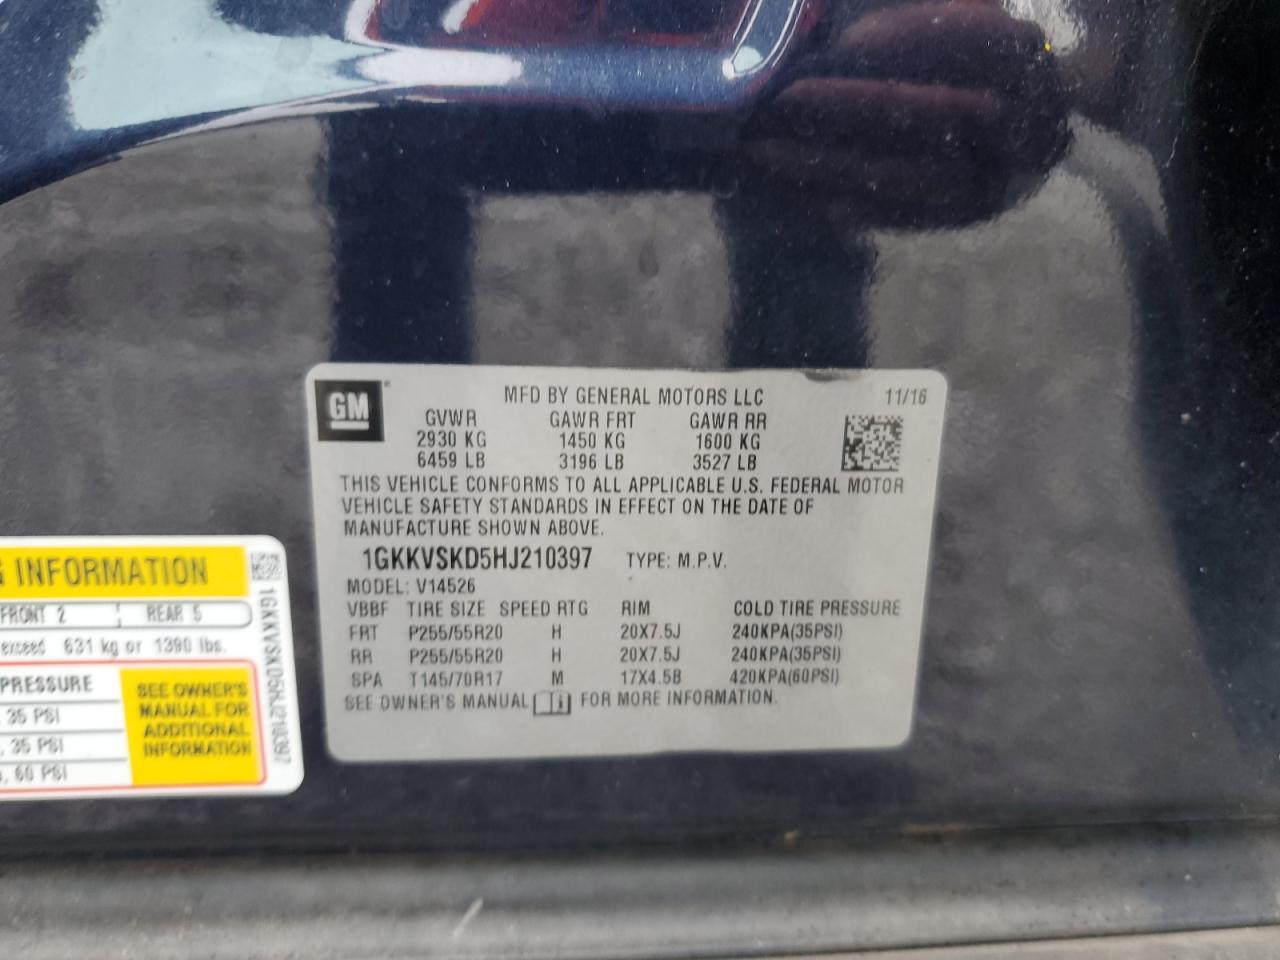 GM
MFD BY GENERAL MOTORS LLC 11/16
GVWR GAWR FRT GAWR RR
2930 KG 1450 KG 1600 KG
6459 LB 3196 LB 3527 LB
THIS VEHICLE CONFORMS TO ALL APPLICABLE U.S. FEDERAL MOTOR
VEHICLE SAFETY STANDARDS IN EFFECT ON THE DATE OF
MANUFACTURE SHOWN ABOVE.
1GKKVSKD5HJ210397 TYPE: M.P.V.
MODEL: V14526
VBBF TIRE SIZE SPEED RTG RIM COLD TIRE PRESSURE
FRT P255/55R20 H 20X7.5J 240KPA(35PSI)
RR P255/55R20 H 20X7.5J 240KPA(35PSI)
SPA T145/70R17 M 17X4.5B 420KPA(60PSI)
SEE OWNER'S MANUAL FOR MORE INFORMATION.
INFORMATION
FRONT 2 REAR 5
exceed 631 kg or 1390 lbs.
PRESSURE
, 35 PSI
, 35 PSI
, 60 PSI
SEE OWNER'S
MANUAL FOR
ADDITIONAL
INFORMATION
1GKKVSKD5HJ210397